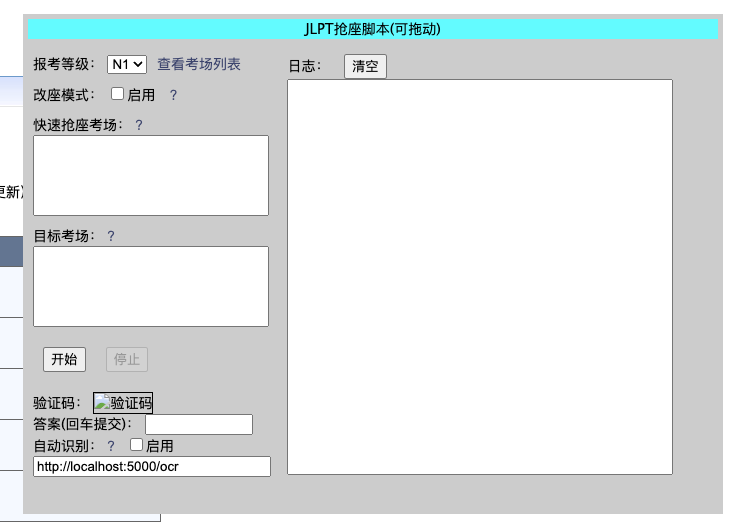 JLPT抢座脚本(可拖动)
报考等级： N1 查看考场列表
改座模式： 启用 ?
快速抢座考场： ?
目标考场： ?
开始 停止
验证码： 验证码
答案(回车提交)：
自动识别： ? 启用
http://localhost:5000/ocr
日志： 清空
更新)